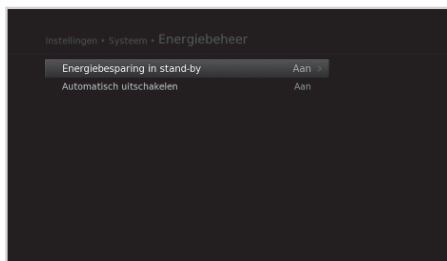 Instellingen • Systeem • Energiebeheer
Energiebesparing in stand-by Aan >
Automatisch uitschakelen Aan